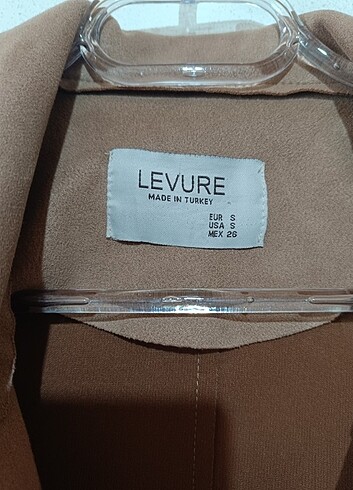 LEVURE
MADE IN TURKEY
EUR S
USA S
MEX 26